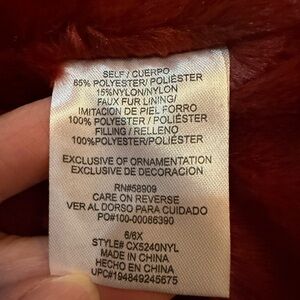 SELF / CUERPO
85% POLYESTER/ POLIÉSTER
15%NYLON/NYLON
FAUX FUR LINING/
IMITACION DE PIEL FORRO
100% POLYESTER / POLIÉSTER
FILLING / RELLENO
100% POLYESTER/POLIÉSTER
EXCLUSIVE OF ORNAMENTATION
EXCLUSIVE DE DECORACION
RN#58909
CARE ON REVERSE
VER AL DORSO PARA CUIDADO
PO#100-00086390
6/6X
STYLE# CX5240NYL
MADE IN CHINA
HECHO EN CHINA
UPC#194849245675